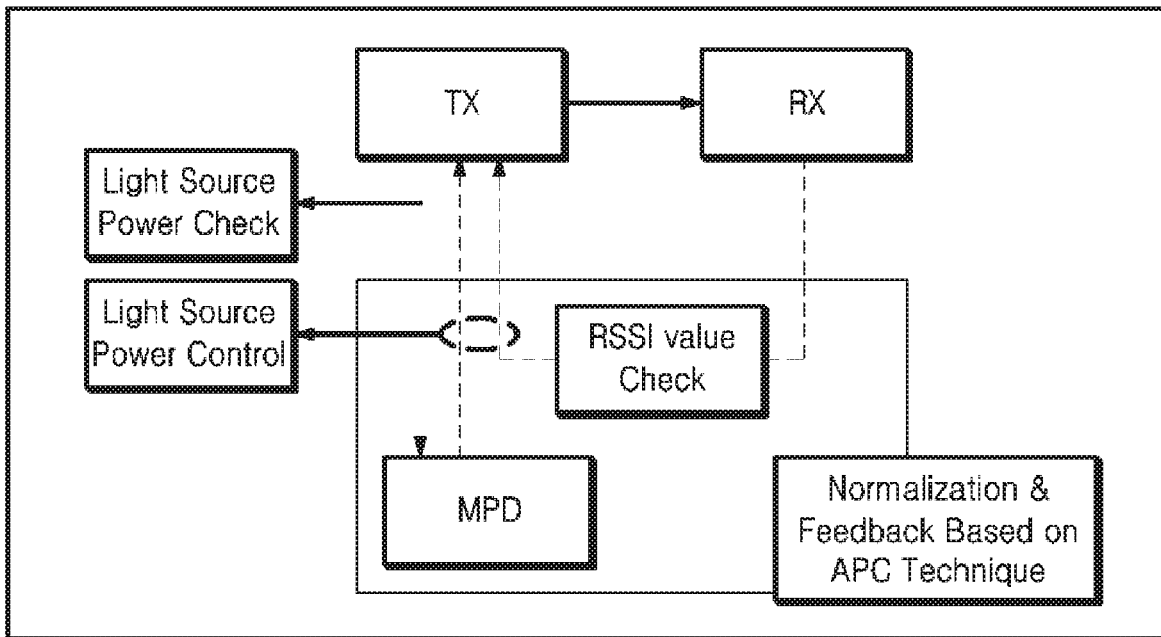 TX
RX
Light Source
Power Check
Light Source
Power Control
RSSI value
Check
MPD
Normalization &
Feedback Based on
APC Technique